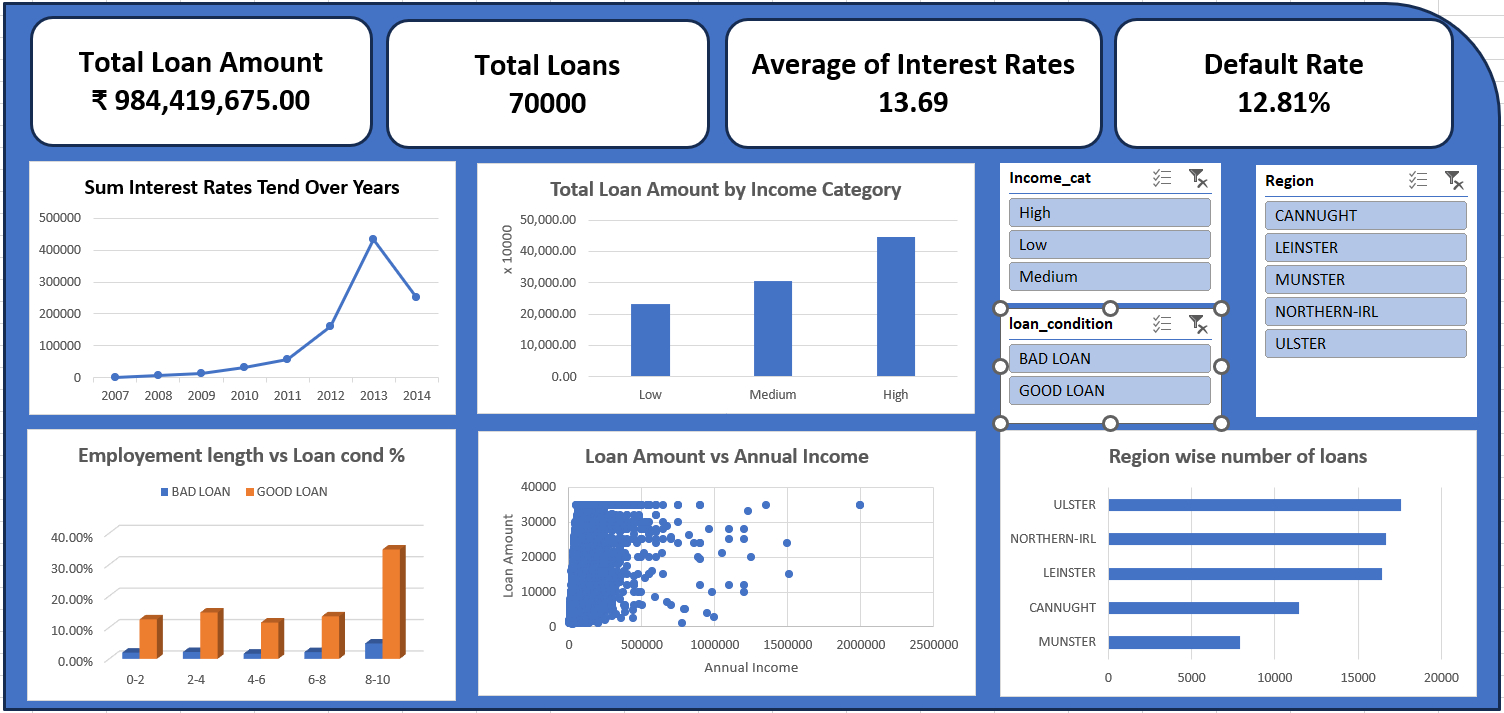 Total Loan Amount
₹ 984,419,675.00
Total Loans
70000
Average of Interest Rates
13.69
Default Rate
12.81%
Sum Interest Rates Tend Over Years
500000
400000
300000
200000
100000
0
2007 2008 2009 2010 2011 2012 2013 2014
Total Loan Amount by Income Category
x 10000
50,000.00
40,000.00
30,000.00
20,000.00
10,000.00
0.00
Low Medium High
Income_cat
High
Low
Medium
loan_condition
BAD LOAN
GOOD LOAN
Region
CANNUGHT
LEINSTER
MUNSTER
NORTHERN-IRL
ULSTER
Employement length vs Loan cond %
BAD LOAN GOOD LOAN
40.00%
30.00%
20.00%
10.00%
0.00%
0-2 2-4 4-6 6-8 8-10
Loan Amount vs Annual Income
Loan Amount
40000
30000
20000
10000
0
0 500000 1000000 1500000 2000000 2500000
Annual Income
Region wise number of loans
ULSTER
NORTHERN-IRL
LEINSTER
CANNUGHT
MUNSTER
0 5000 10000 15000 20000